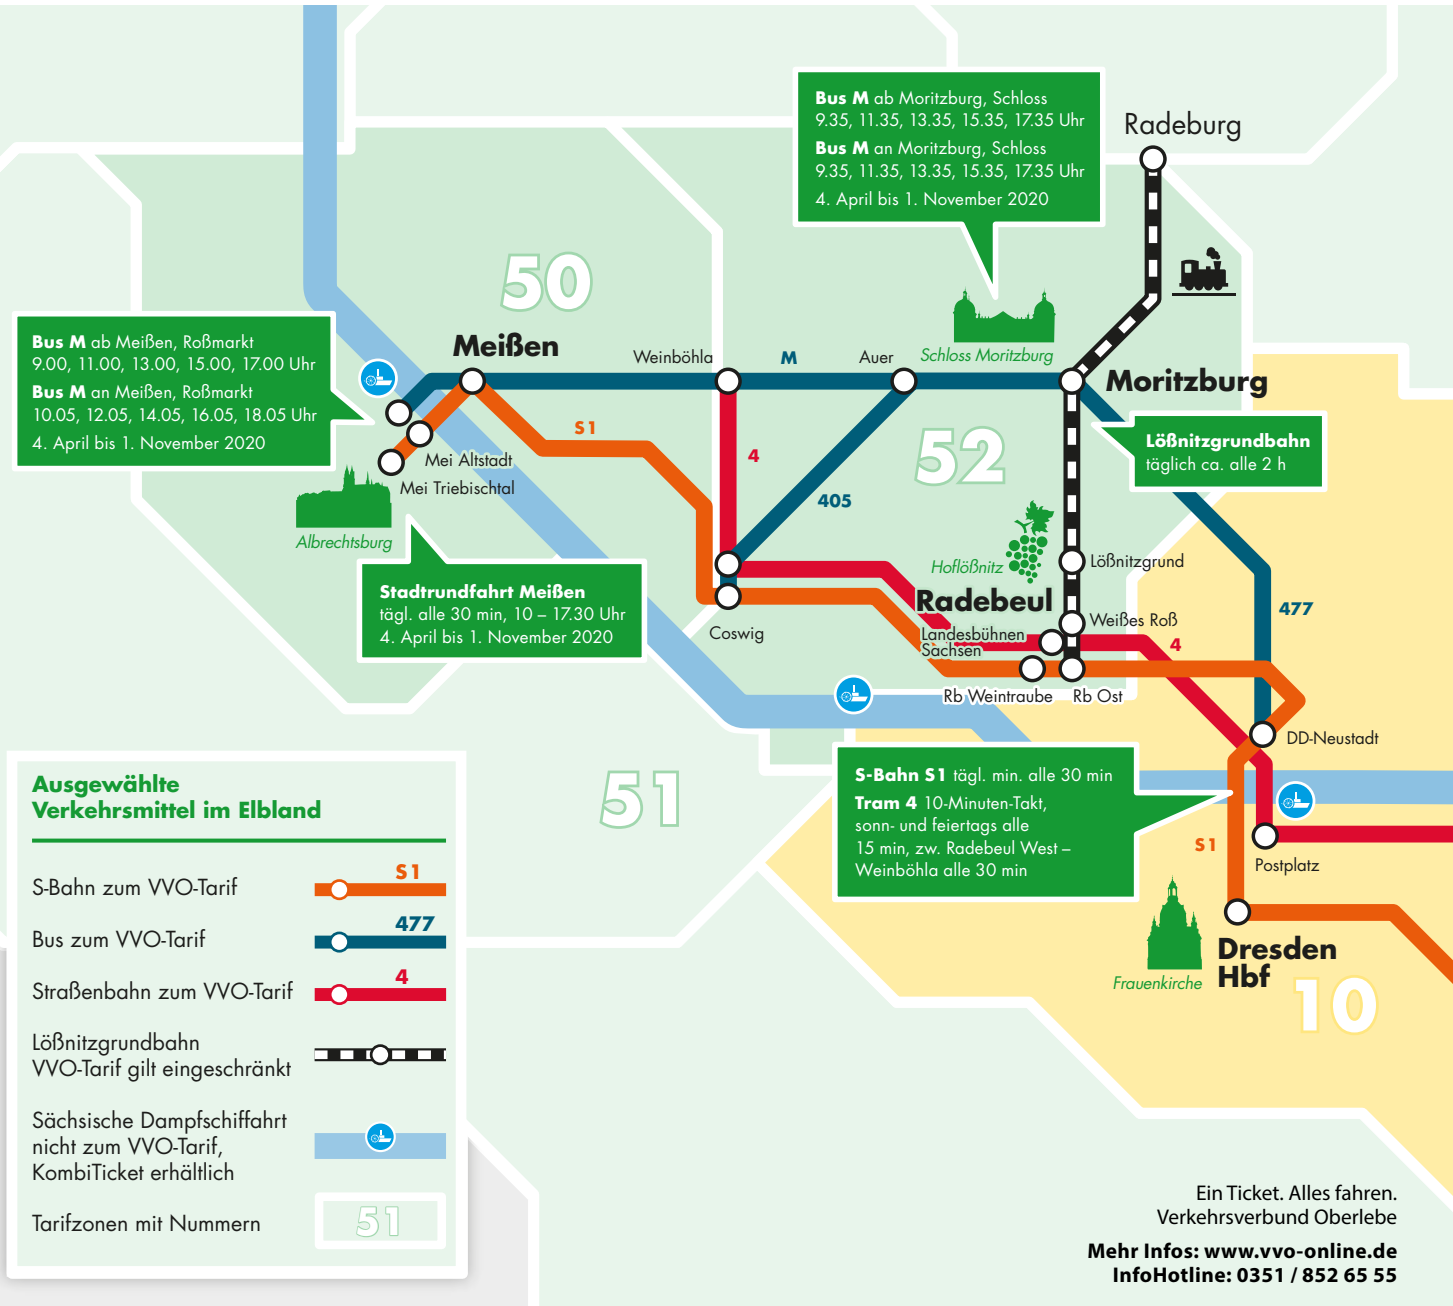 Bus M ab Moritzburg, Schloss
9.35, 11.35, 13.35, 15.35, 17.35 Uhr
Bus M an Moritzburg, Schloss
9.35, 11.35, 13.35, 15.35, 17.35 Uhr
4. April bis 1. November 2020
Radeburg
50
Bus M ab Meißen, Roßmarkt
9.00, 11.00, 13.00, 15.00, 17.00 Uhr
Bus M an Meißen, Roßmarkt
10.05, 12.05, 14.05, 16.05, 18.05 Uhr
4. April bis 1. November 2020
Meißen
Weinböhla
M
Auer
Schloss Moritzburg
Moritzburg
Lößnitzgrundbahn
täglich ca. alle 2 h
S1
4
52
405
Mei Altstadt
Mei Triebischtal
Albrechtsburg
Stadtrundfahrt Meißen
tägl. alle 30 min, 10 – 17.30 Uhr
4. April bis 1. November 2020
Hoflößnitz
Lößnitzgrund
Radebeul
477
Coswig
Landesbühnen
Sachsen
Weißes Roß
4
Rb Weintraube
Rb Ost
DD-Neustadt
51
S-Bahn S1 tägl. min. alle 30 min
Tram 4 10-Minuten-Takt,
sonn- und feiertags alle
15 min, zw. Radebeul West –
Weinböhla alle 30 min
S1
Postplatz
Dresden
Hbf
Frauenkirche
10
Ausgewählte
Verkehrsmittel im Elbland
S-Bahn zum VVO-Tarif
S1
Bus zum VVO-Tarif
477
Straßenbahn zum VVO-Tarif
4
Lößnitzgrundbahn
VVO-Tarif gilt eingeschränkt
Sächsische Dampfschiffahrt
nicht zum VVO-Tarif,
KombiTicket erhältlich
Tarifzonen mit Nummern
51
Ein Ticket. Alles fahren.
Verkehrsverbund Oberlebe
Mehr Infos: www.vvo-online.de
InfoHotline: 0351 / 852 65 55